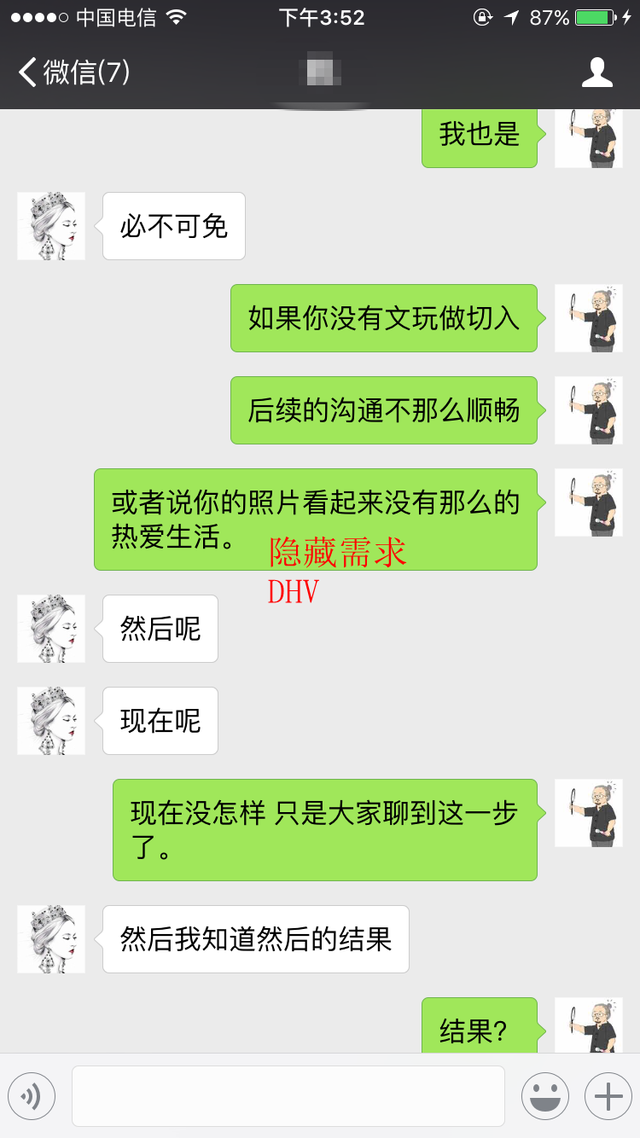 中国电信
下午3:52
87%
微信(7)
我也是
必不可免
如果你没有文玩做切入
后续的沟通不那么顺畅
或者说你的照片看起来没有那么的
热爱生活。
隐藏需求
DHV
然后呢
现在呢
现在没怎样 只是大家聊到这一步
了。
然后我知道然后的结果
结果?